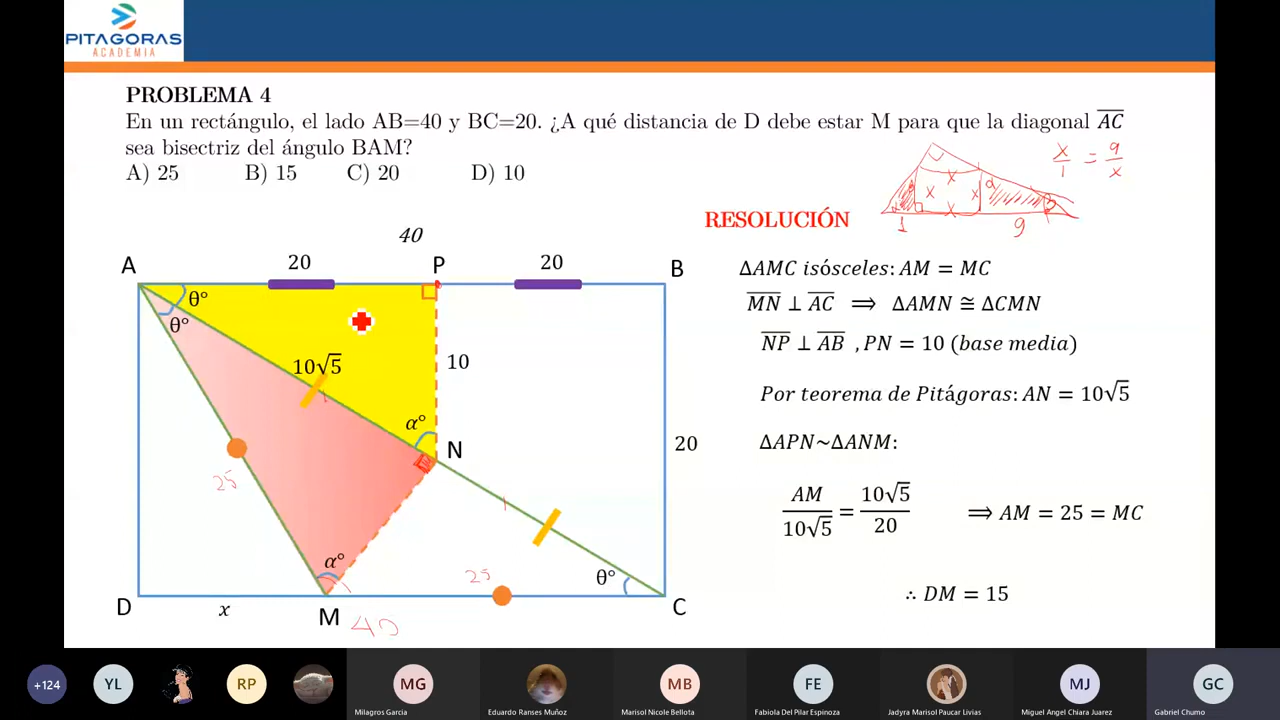 PITAGORAS
ACADEMIA
PROBLEMA 4
En un rectángulo, el lado AB=40 y BC=20. ¿A qué distancia de D debe estar M para que la diagonal AC
sea bisectriz del ángulo BAM?
A) 25 B) 15 C) 20 D) 10
x/1 = 9/x
x
x x
x
1 9
RESOLUCIÓN
40
A 20 P 20 B
θ°
θ°
10√5
10
α°
N
20
25
α°
25
θ°
D x M C
40
ΔAMC isósceles: AM = MC
MN ⊥ AC ⟹ ΔAMN ≅ ΔCMN
NP ⊥ AB , PN = 10 (base media)
Por teorema de Pitágoras: AN = 10√5
ΔAPN~ΔANM:
AM/10√5 = 10√5/20 ⟹ AM = 25 = MC
∴ DM = 15
+124 YL RP MG MB FE MJ GC
Milagros Garcia Eduardo Ranses Muñoz Marisol Nicole Bellota Fabiola Del Pilar Espinoza Jadyra Marisol Paucar Livias Miguel Angel Chiara Juarez Gabriel Chumo